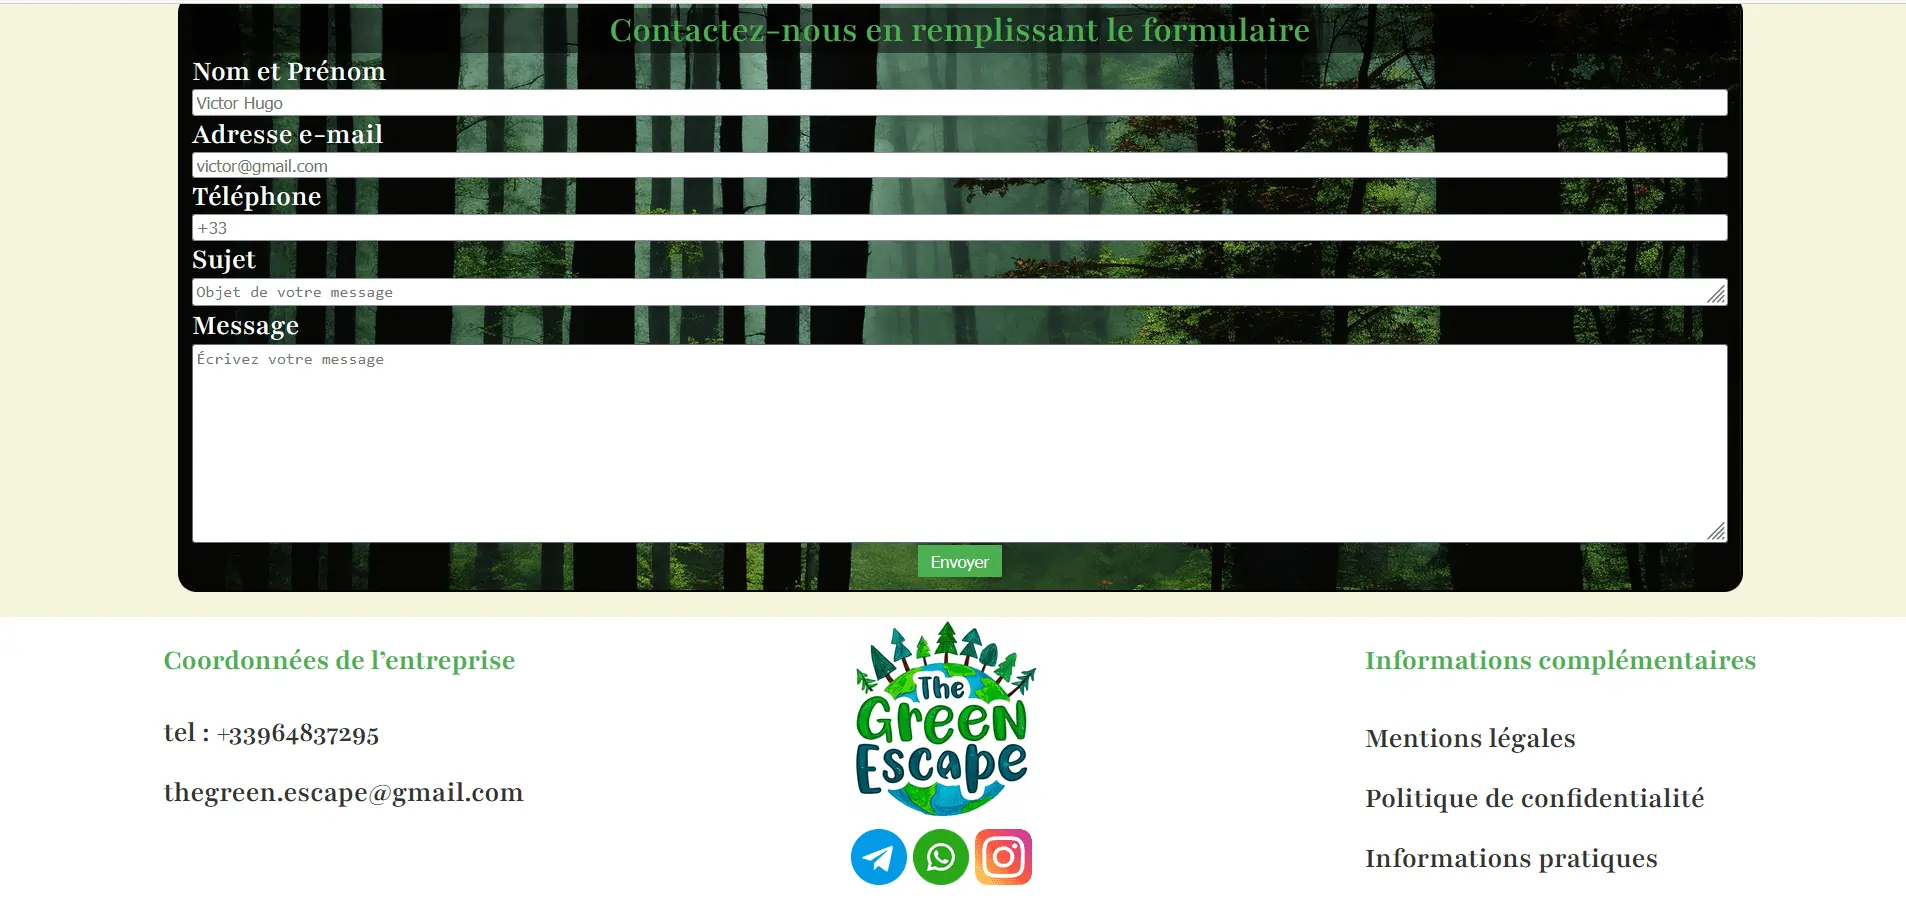 Contactez-nous en remplissant le formulaire
Nom et Prénom
Victor Hugo
Adresse e-mail
victor@gmail.com
Téléphone
+33
Sujet
Objet de votre message
Message
Écrivez votre message
Envoyer
Coordonnées de l’entreprise
tel : +33964837295
thegreen.escape@gmail.com
The
Green
Escape
Informations complémentaires
Mentions légales
Politique de confidentialité
Informations pratiques